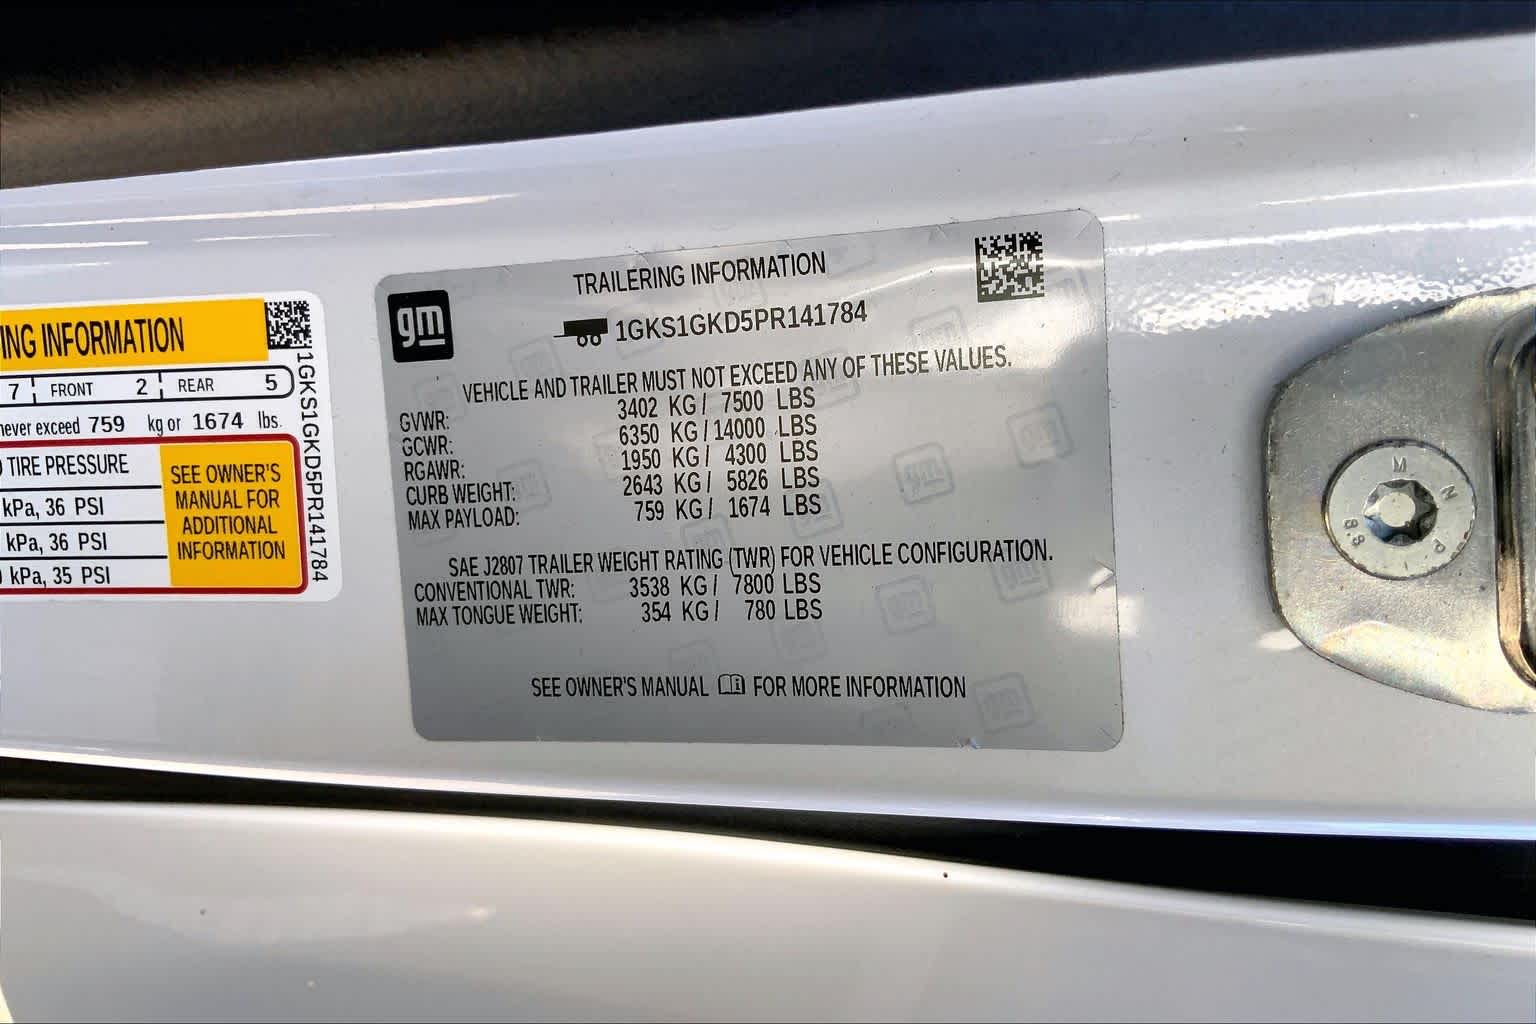 ING INFORMATION
7 FRONT 2 REAR 5
never exceed 759 kg or 1674 lbs.
TIRE PRESSURE
kPa, 36 PSI
kPa, 36 PSI
kPa, 35 PSI
SEE OWNER'S
MANUAL FOR
ADDITIONAL
INFORMATION
1GKS1GKD5PR141784
gm
TRAILERING INFORMATION
1GKS1GKD5PR141784
VEHICLE AND TRAILER MUST NOT EXCEED ANY OF THESE VALUES.
GVWR: 3402 KG / 7500 LBS
GCWR: 6350 KG / 14000 LBS
RGAWR: 1950 KG / 4300 LBS
CURB WEIGHT: 2643 KG / 5826 LBS
MAX PAYLOAD: 759 KG / 1674 LBS
SAE J2807 TRAILER WEIGHT RATING (TWR) FOR VEHICLE CONFIGURATION.
CONVENTIONAL TWR: 3538 KG / 7800 LBS
MAX TONGUE WEIGHT: 354 KG / 780 LBS
SEE OWNER'S MANUAL FOR MORE INFORMATION
M N P 8.8